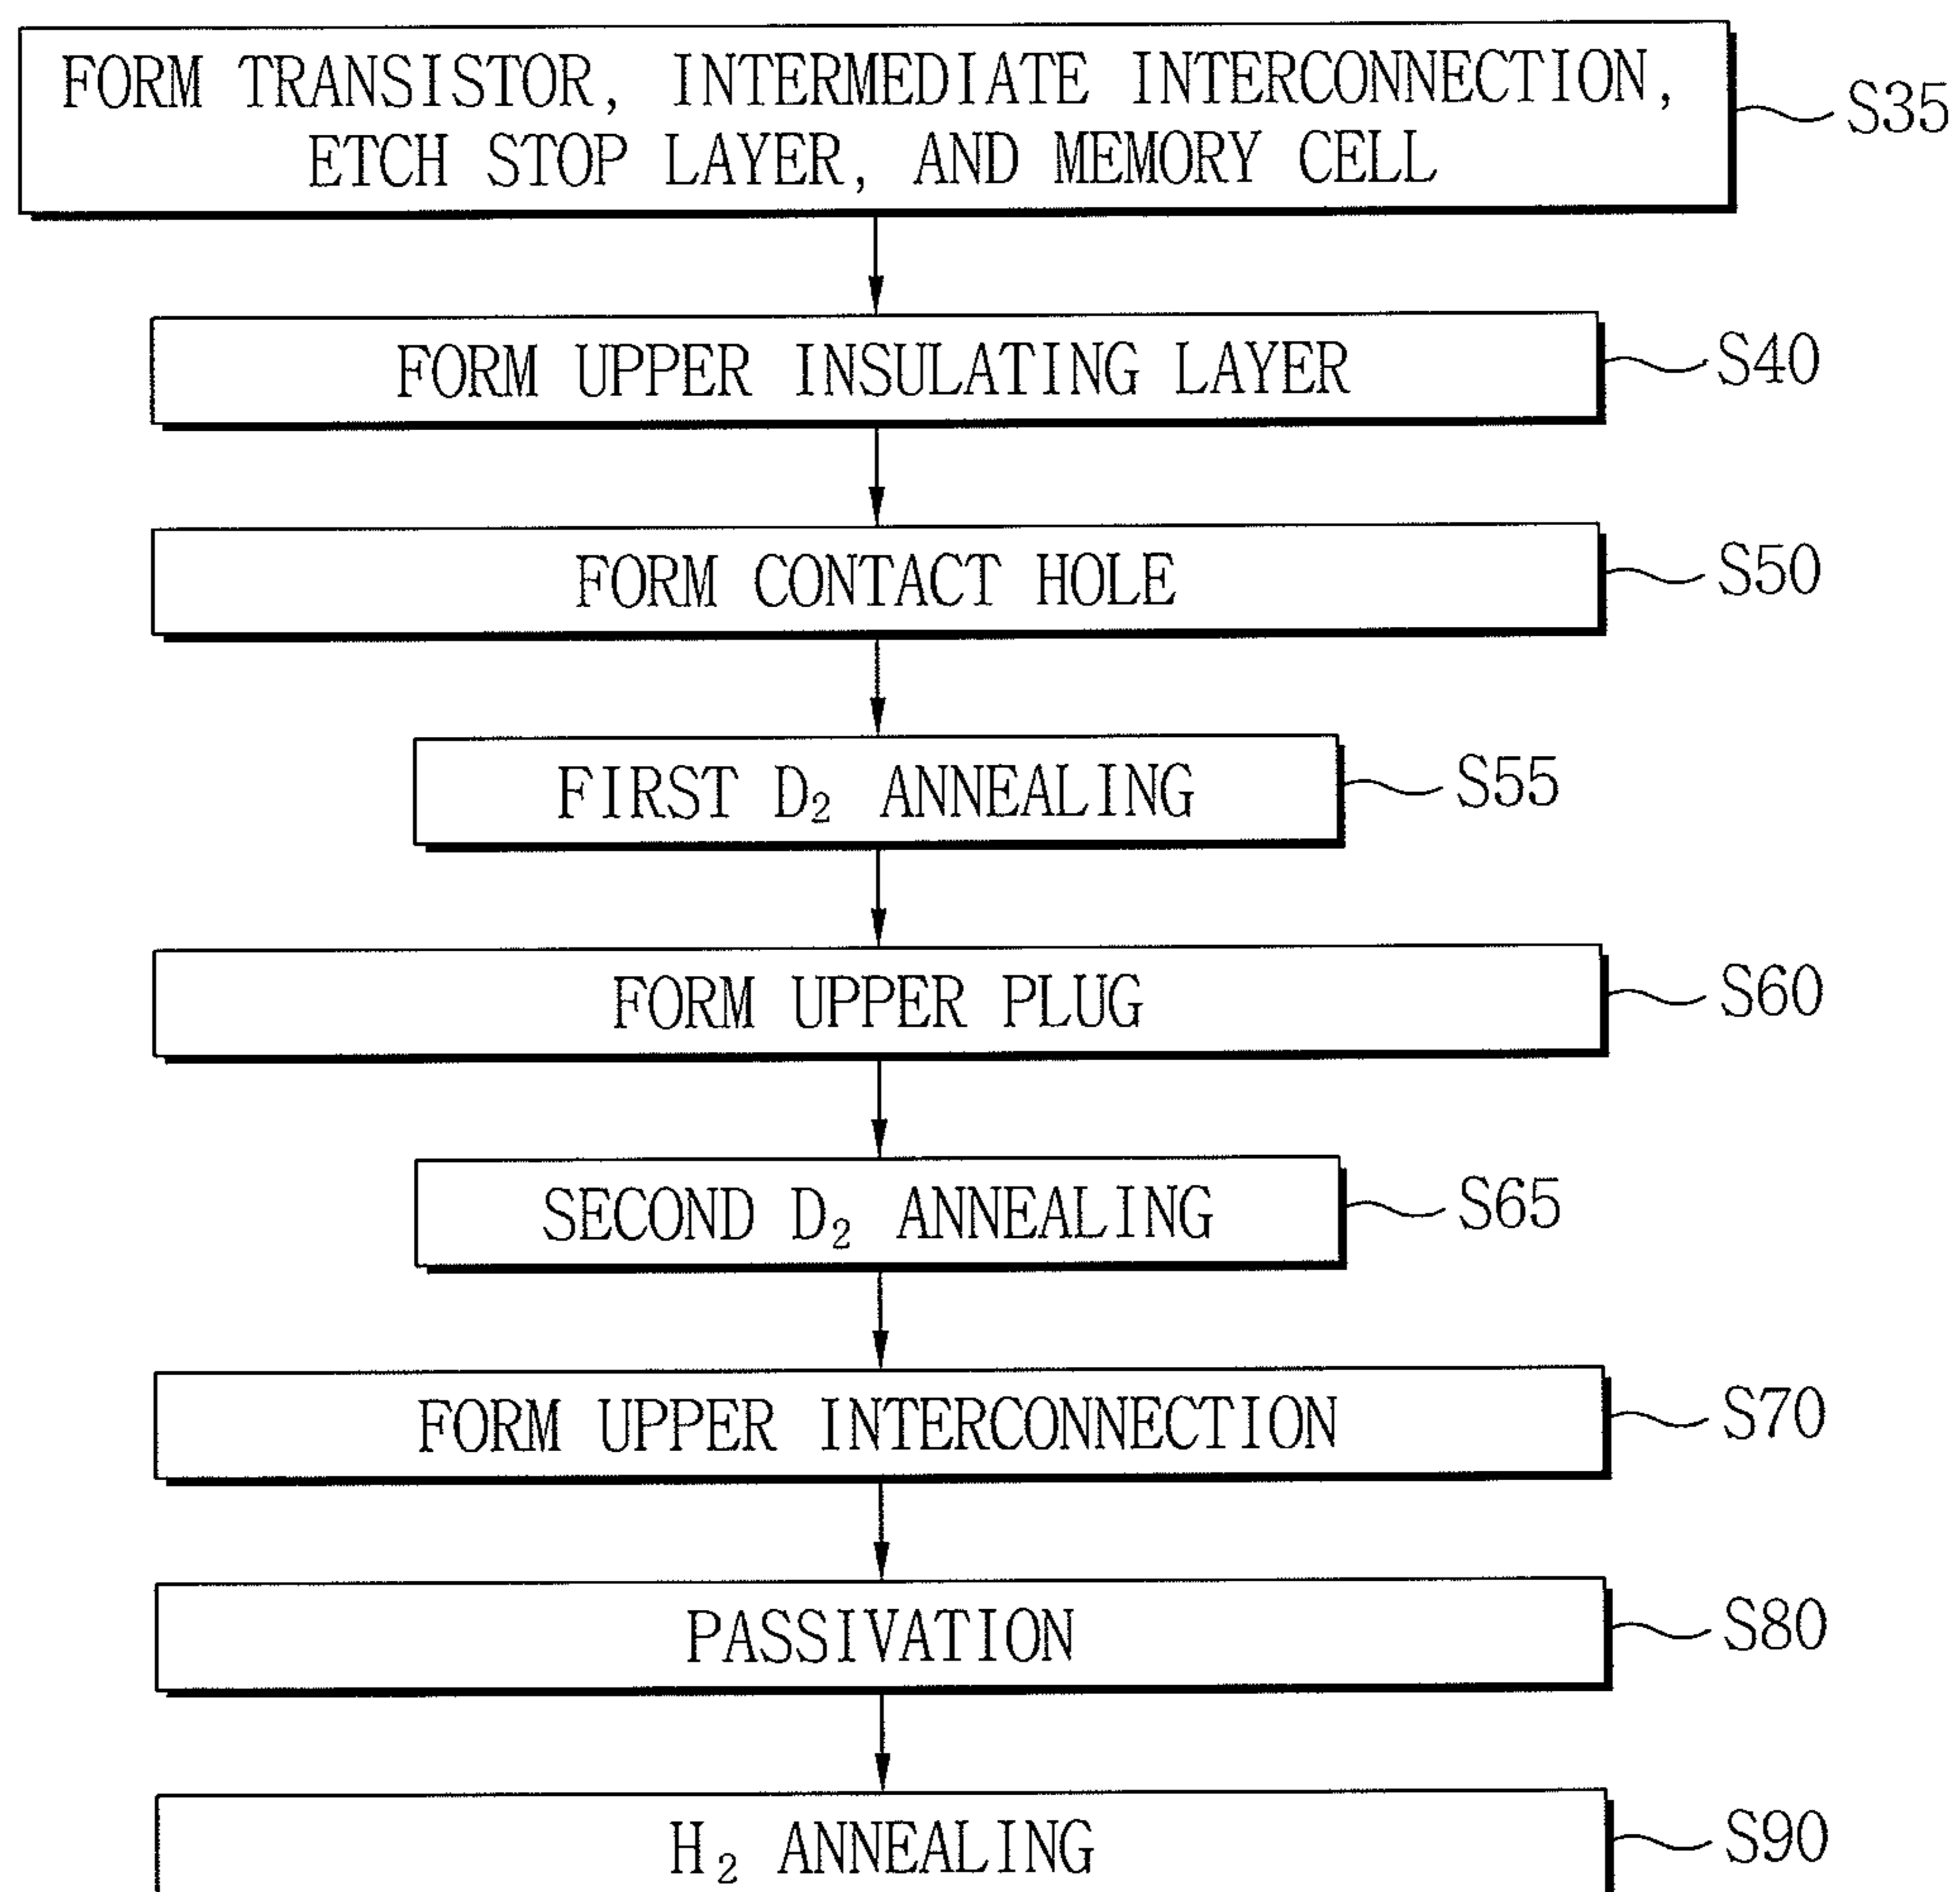 FORM TRANSISTOR, INTERMEDIATE INTERCONNECTION,
ETCH STOP LAYER, AND MEMORY CELL
S35
FORM UPPER INSULATING LAYER
S40
FORM CONTACT HOLE
S50
FIRST D₂ ANNEALING
S55
FORM UPPER PLUG
S60
SECOND D₂ ANNEALING
S65
FORM UPPER INTERCONNECTION
S70
PASSIVATION
S80
H₂ ANNEALING
S90